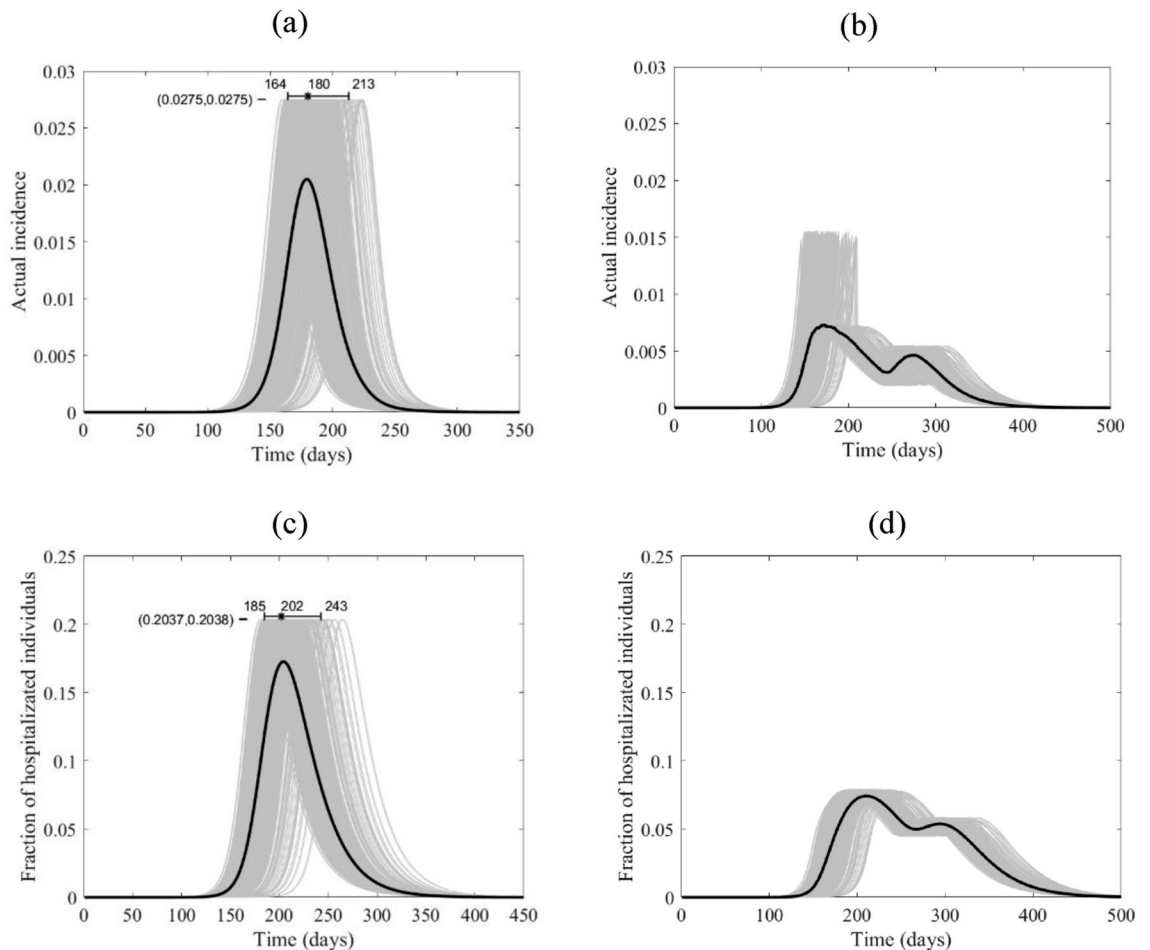 (a)
0.03
0.025
0.02
0.015
0.01
0.005
0
Actual incidence
(0.0275,0.0275)
164 180 213
0 50 100 150 200 250 300 350
Time (days)
(b)
0.03
0.025
0.02
0.015
0.01
0.005
0
Actual incidence
0 100 200 300 400 500
Time (days)
(c)
0.25
0.2
0.15
0.1
0.05
0
Fraction of hospitalizated individuals
(0.2037,0.2038)
185 202 243
0 50 100 150 200 250 300 350 400 450
Time (days)
(d)
0.25
0.2
0.15
0.1
0.05
0
Fraction of hospitalizated individuals
0 100 200 300 400 500
Time (days)